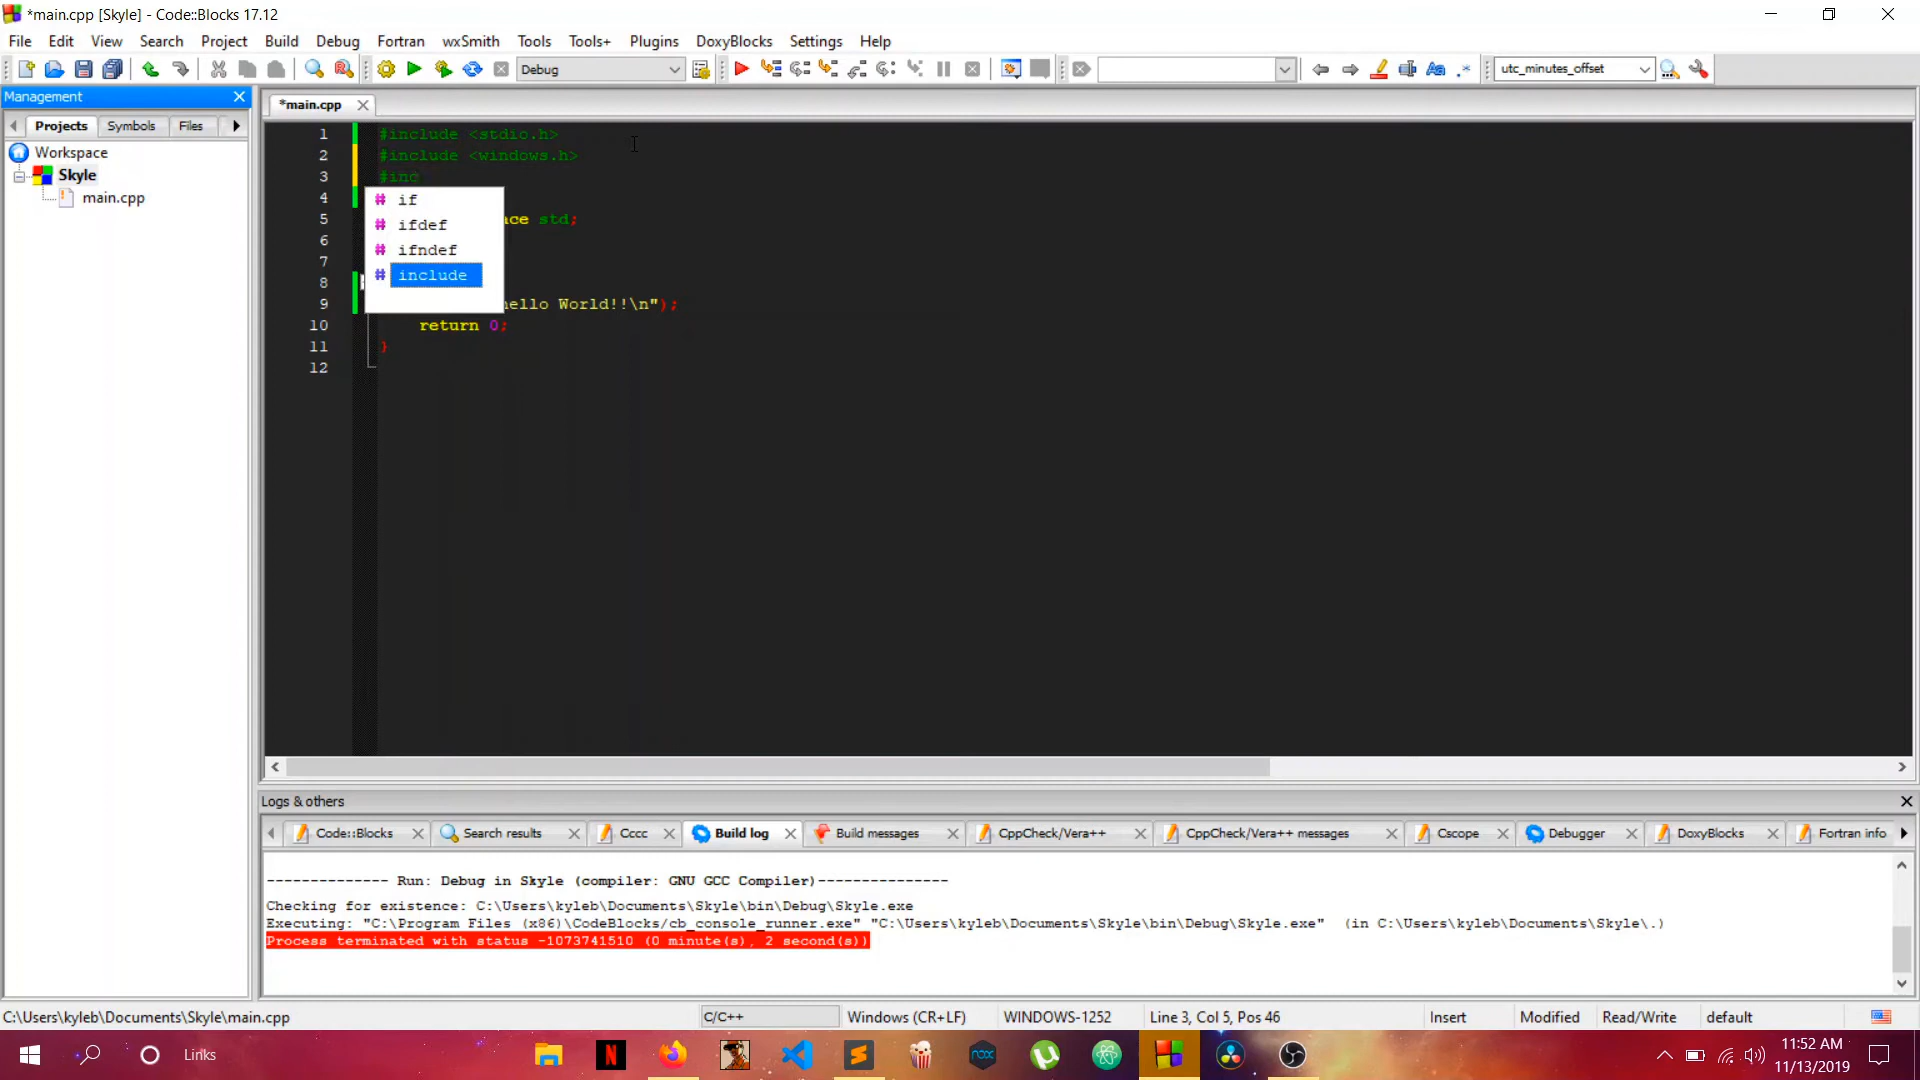 *main.cpp [Skyle] - Code::Blocks 17.12
File Edit View Search Project Build Debug Fortran wxSmith Tools Tools+ Plugins DoxyBlocks Settings Help
Debug
utc_minutes_offset
Management
*main.cpp
Projects Symbols Files
Workspace
Skyle
main.cpp
1 #include <stdio.h>
2 #include <windows.h>
3 #inc
4
5 ace std;
6
7
8
9 ello World!!\n");
10 return 0;
11 }
12
# if
# ifdef
# ifndef
# include
Logs & others
Code::Blocks Search results Cccc Build log Build messages CppCheck/Vera++ CppCheck/Vera++ messages Cscope Debugger DoxyBlocks Fortran info
-------------- Run: Debug in Skyle (compiler: GNU GCC Compiler)---------------
Checking for existence: C:\Users\kyleb\Documents\Skyle\bin\Debug\Skyle.exe
Executing: "C:\Program Files (x86)\CodeBlocks/cb_console_runner.exe" "C:\Users\kyleb\Documents\Skyle\bin\Debug\Skyle.exe" (in C:\Users\kyleb\Documents\Skyle\.)
Process terminated with status -1073741510 (0 minute(s), 2 second(s))
C:\Users\kyleb\Documents\Skyle\main.cpp C/C++ Windows (CR+LF) WINDOWS-1252 Line 3, Col 5, Pos 46 Insert Modified Read/Write default
Links
11:52 AM
11/13/2019